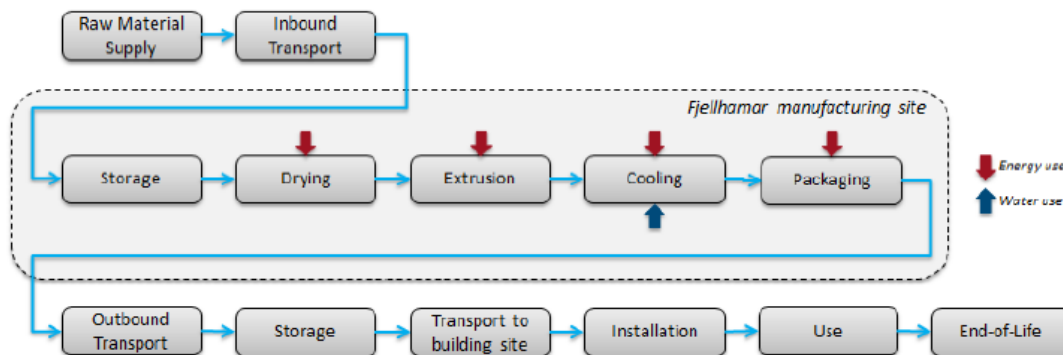 Raw Material
Supply
Inbound
Transport
Fjellhamar manufacturing site
Storage
Drying
Extrusion
Cooling
Packaging
Energy use
Water use
Outbound
Transport
Storage
Transport to
building site
Installation
Use
End-of-Life